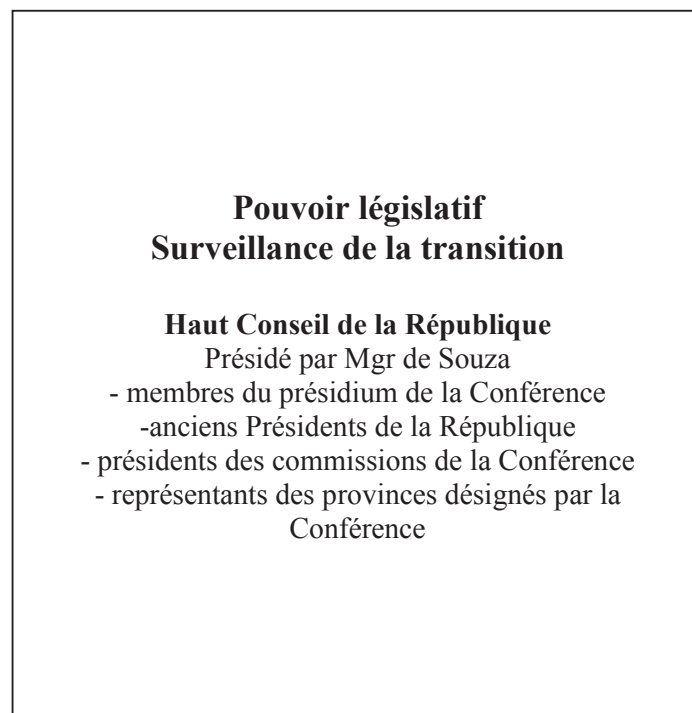 Pouvoir législatif
Surveillance de la transition
Haut Conseil de la République
Présidé par Mgr de Souza
- membres du présidium de la Conférence
-anciens Présidents de la République
- présidents des commissions de la Conférence
- représentants des provinces désignés par la
Conférence